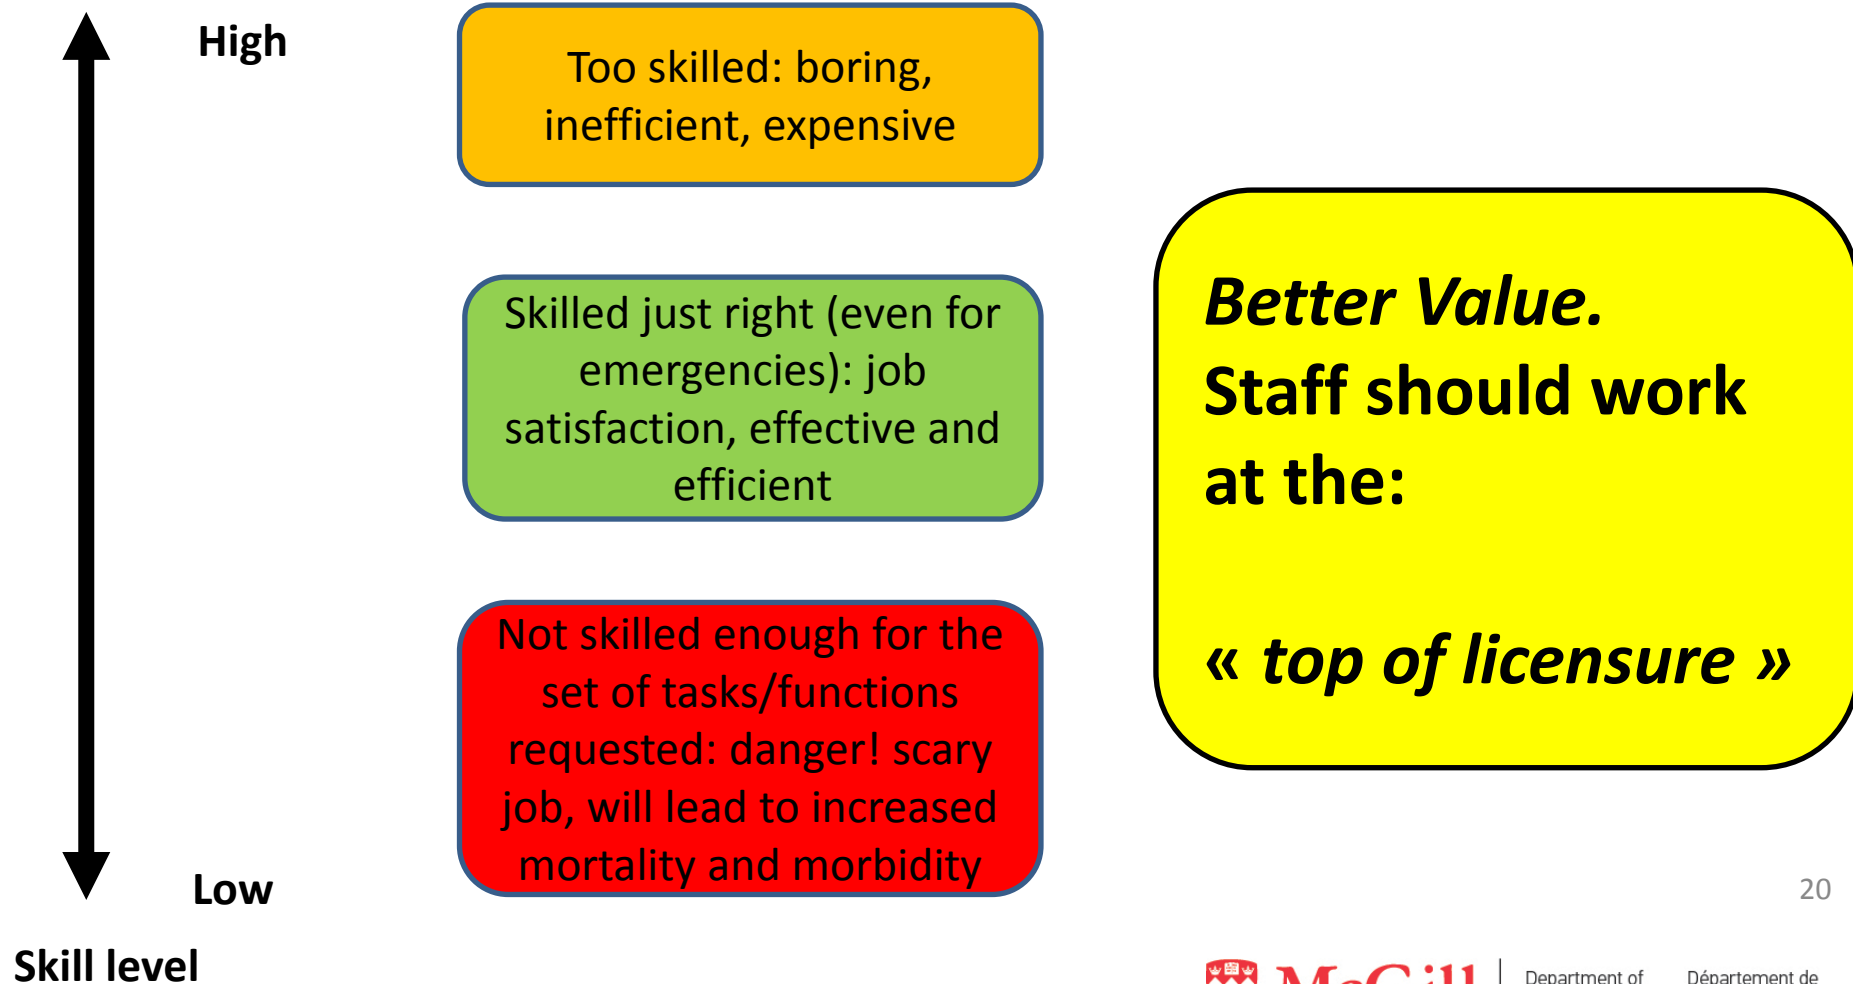 High
Too skilled: boring,
inefficient, expensive
Skilled just right (even for
emergencies): job
satisfaction, effective and
efficient
Not skilled enough for the
set of tasks/functions
requested: danger! scary
job, will lead to increased
mortality and morbidity
Low
Skill level
Better Value.
Staff should work
at the:
« top of licensure »
20
McGill
Department of
Département de